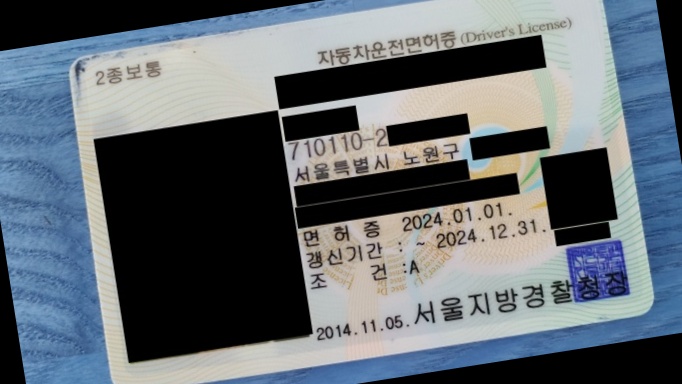 2종보통
자동차운전면허증 (Driver's License)
710110-2
서울특별시 노원구
면 허 증 2024.01.01.
갱신기간 : ~ 2024.12.31.
조 건 :A
2014.11.05. 서울지방경찰청장